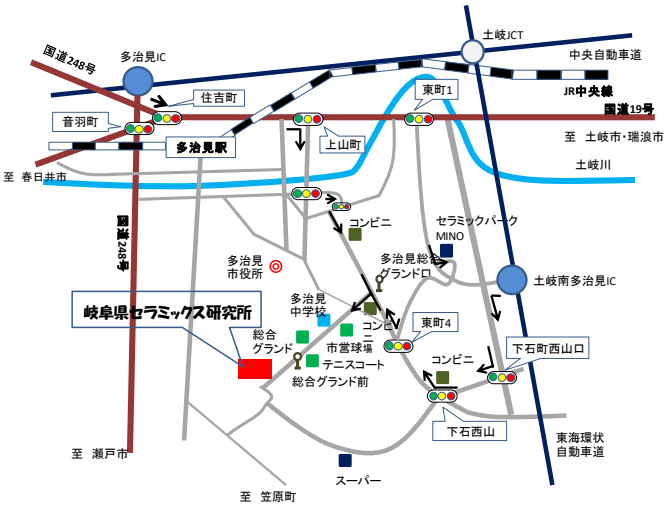 国道248号
多治見IC
土岐JCT
中央自動車道
JR中央線
住吉町
東町1
国道19号
音羽町
多治見駅
上山町
至 土岐市・瑞浪市
土岐川
至 春日井市
国道248号
コンビニ
セラミックパーク
MINO
多治見
市役所
多治見総合
グランド口
土岐南多治見IC
岐阜県セラミックス研究所
多治見
中学校
コンビ
ニ
総合
グランド
市営球場
東町4
下石町西山口
テニスコート
総合グランド前
コンビニ
下石西山
東海環状
自動車道
至 瀬戸市
スーパー
至 笠原町